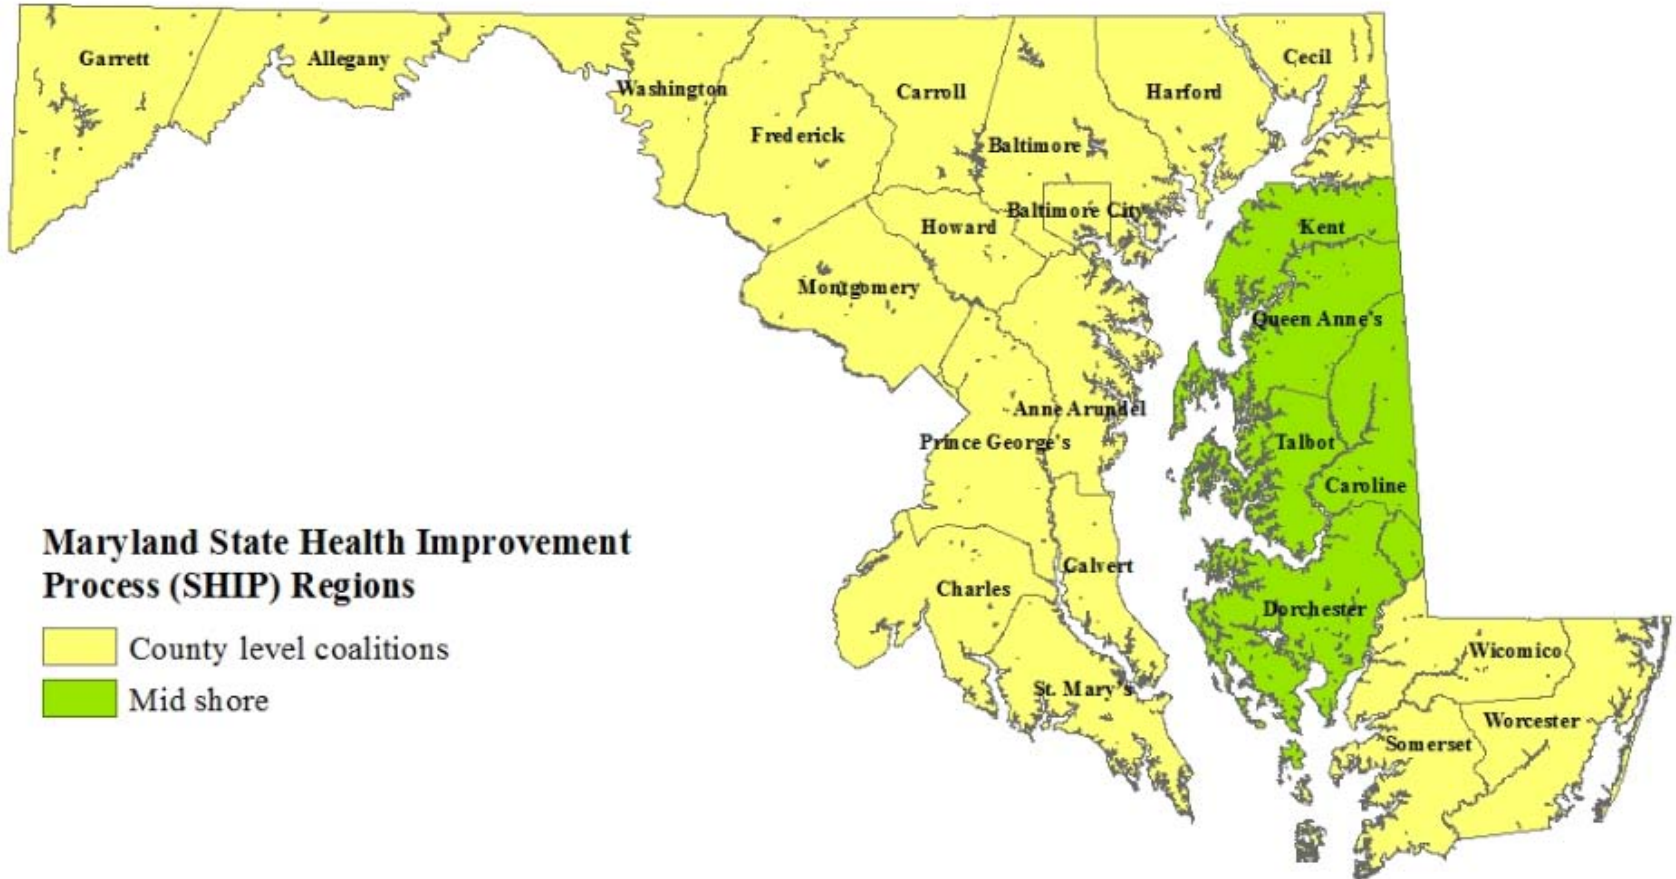 Garrett
Allegany
Washington
Frederick
Carroll
Baltimore
Harford
Cecil
Baltimore City
Howard
Montgomery
Kent
Queen Anne's
Anne Arundel
Prince George's
Talbot
Caroline
Calvert
Charles
Dorchester
St. Mary's
Wicomico
Worcester
Somerset
Maryland State Health Improvement
Process (SHIP) Regions
County level coalitions
Mid shore